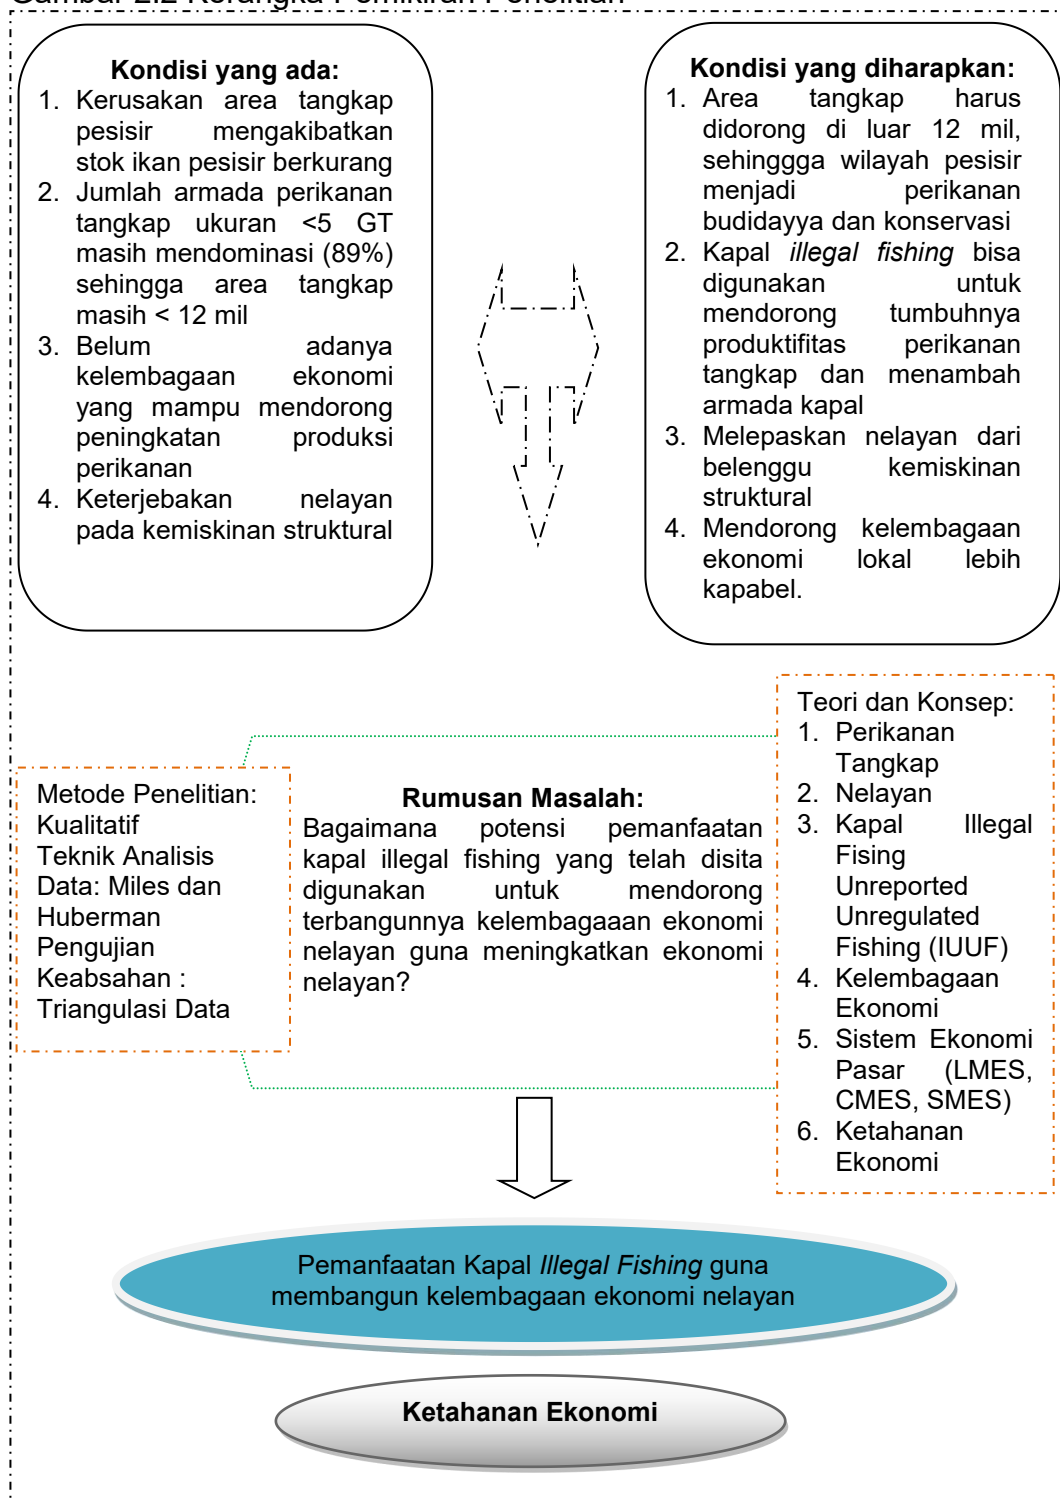 Gambar 2.2 Kerangka Pemikiran Penelitian
Kondisi yang ada:
1. Kerusakan area tangkap
pesisir mengakibatkan
stok ikan pesisir berkurang
2. Jumlah armada perikanan
tangkap ukuran <5 GT
masih mendominasi (89%)
sehingga area tangkap
masih < 12 mil
3. Belum adanya
kelembagaan ekonomi
yang mampu mendorong
peningkatan produksi
perikanan
4. Keterjebakan nelayan
pada kemiskinan struktural
Kondisi yang diharapkan:
1. Area tangkap harus
didorong di luar 12 mil,
sehinggga wilayah pesisir
menjadi perikanan
budidayya dan konservasi
2. Kapal illegal fishing bisa
digunakan untuk
mendorong tumbuhnya
produktifitas perikanan
tangkap dan menambah
armada kapal
3. Melepaskan nelayan dari
belenggu kemiskinan
struktural
4. Mendorong kelembagaan
ekonomi lokal lebih
kapabel.
Metode Penelitian:
Kualitatif
Teknik Analisis
Data: Miles dan
Huberman
Pengujian
Keabsahan :
Triangulasi Data
Rumusan Masalah:
Bagaimana potensi pemanfaatan
kapal illegal fishing yang telah disita
digunakan untuk mendorong
terbangunnya kelembagaaan ekonomi
nelayan guna meningkatkan ekonomi
nelayan?
Teori dan Konsep:
1. Perikanan
Tangkap
2. Nelayan
3. Kapal Illegal
Fising
Unreported
Unregulated
Fishing (IUUF)
4. Kelembagaan
Ekonomi
5. Sistem Ekonomi
Pasar (LMES,
CMES, SMES)
6. Ketahanan
Ekonomi
Pemanfaatan Kapal Illegal Fishing guna
membangun kelembagaan ekonomi nelayan
Ketahanan Ekonomi